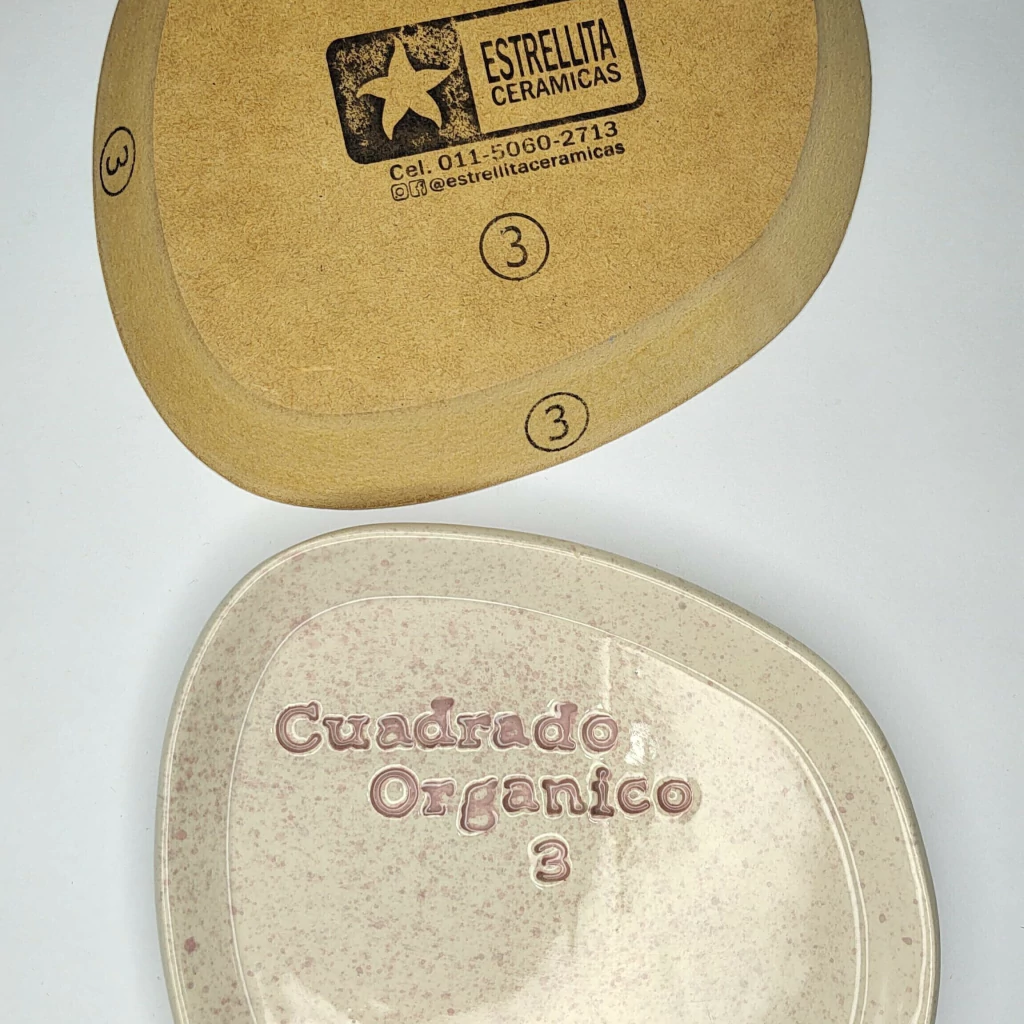 ESTRELLITA
CERAMICAS
Cel. 011-5060-2713
@estrellitaceramicas
3
3
3
Cuadrado
Organico
3